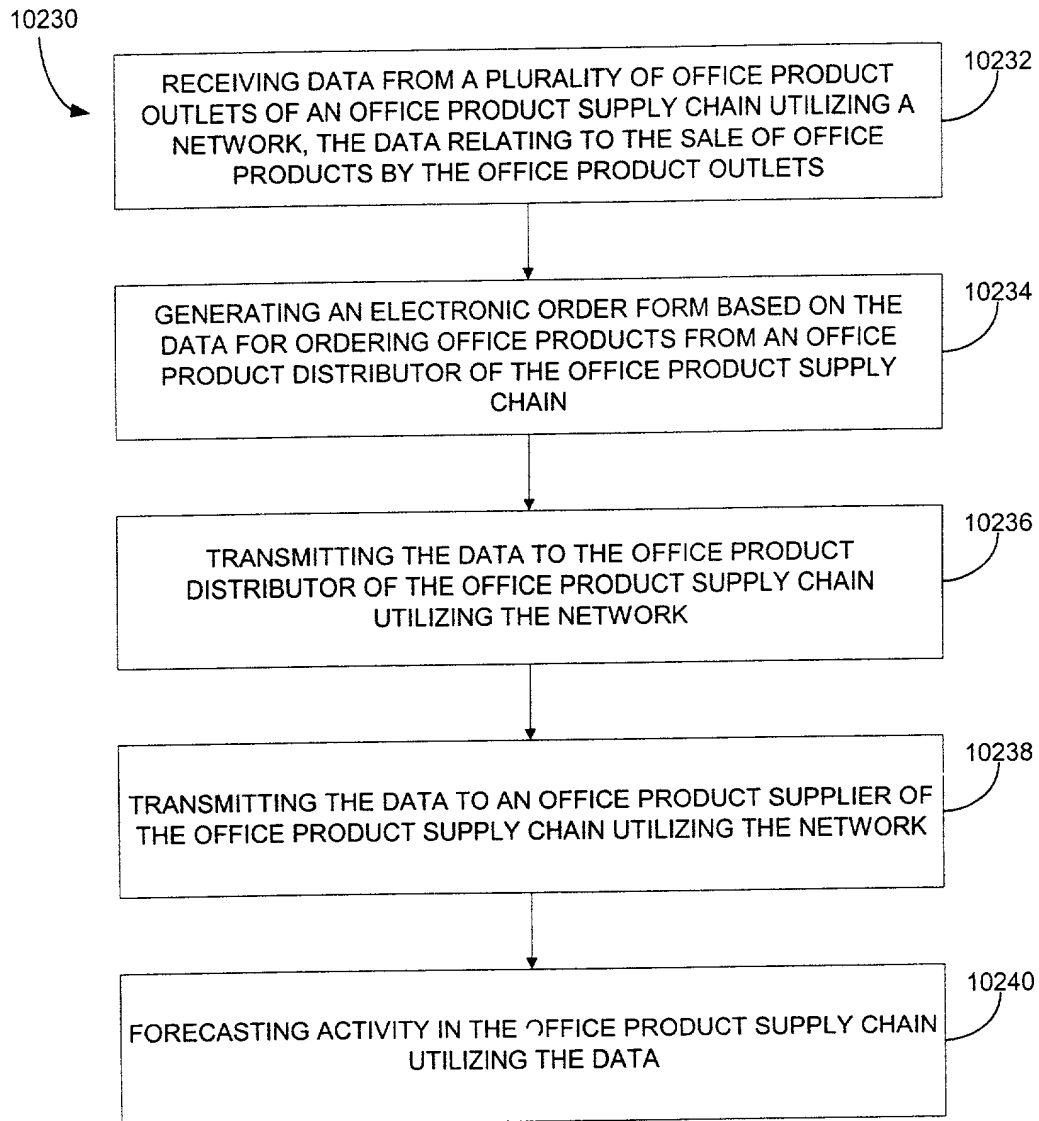 10230
RECEIVING DATA FROM A PLURALITY OF OFFICE PRODUCT
OUTLETS OF AN OFFICE PRODUCT SUPPLY CHAIN UTILIZING A
NETWORK, THE DATA RELATING TO THE SALE OF OFFICE
PRODUCTS BY THE OFFICE PRODUCT OUTLETS
10232
GENERATING AN ELECTRONIC ORDER FORM BASED ON THE
DATA FOR ORDERING OFFICE PRODUCTS FROM AN OFFICE
PRODUCT DISTRIBUTOR OF THE OFFICE PRODUCT SUPPLY
CHAIN
10234
TRANSMITTING THE DATA TO THE OFFICE PRODUCT
DISTRIBUTOR OF THE OFFICE PRODUCT SUPPLY CHAIN
UTILIZING THE NETWORK
10236
TRANSMITTING THE DATA TO AN OFFICE PRODUCT SUPPLIER OF
THE OFFICE PRODUCT SUPPLY CHAIN UTILIZING THE NETWORK
10238
FORECASTING ACTIVITY IN THE OFFICE PRODUCT SUPPLY CHAIN
UTILIZING THE DATA
10240